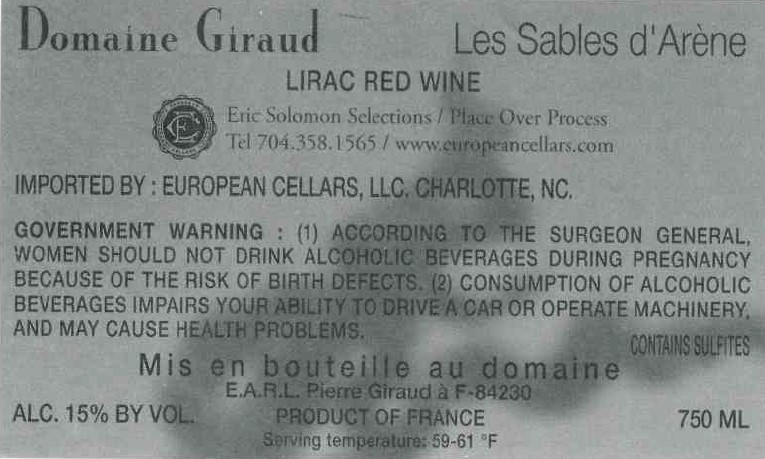 Domaine Giraud Les Sables d'Arène
LIRAC RED WINE
Eric Solomon Selections / Place Over Process
Tel 704.358.1565 / www.europeancellars.com
IMPORTED BY : EUROPEAN CELLARS, LLC. CHARLOTTE, NC.
GOVERNMENT WARNING : (1) ACCORDING TO THE SURGEON GENERAL,
WOMEN SHOULD NOT DRINK ALCOHOLIC BEVERAGES DURING PREGNANCY
BECAUSE OF THE RISK OF BIRTH DEFECTS. (2) CONSUMPTION OF ALCOHOLIC
BEVERAGES IMPAIRS YOUR ABILITY TO DRIVE A CAR OR OPERATE MACHINERY,
AND MAY CAUSE HEALTH PROBLEMS.
CONTAINS SULFITES
Mis en bouteille au domaine
E.A.R.L. Pierre Giraud à F-84230
ALC. 15% BY VOL. PRODUCT OF FRANCE 750 ML
Serving temperature: 59-61 °F